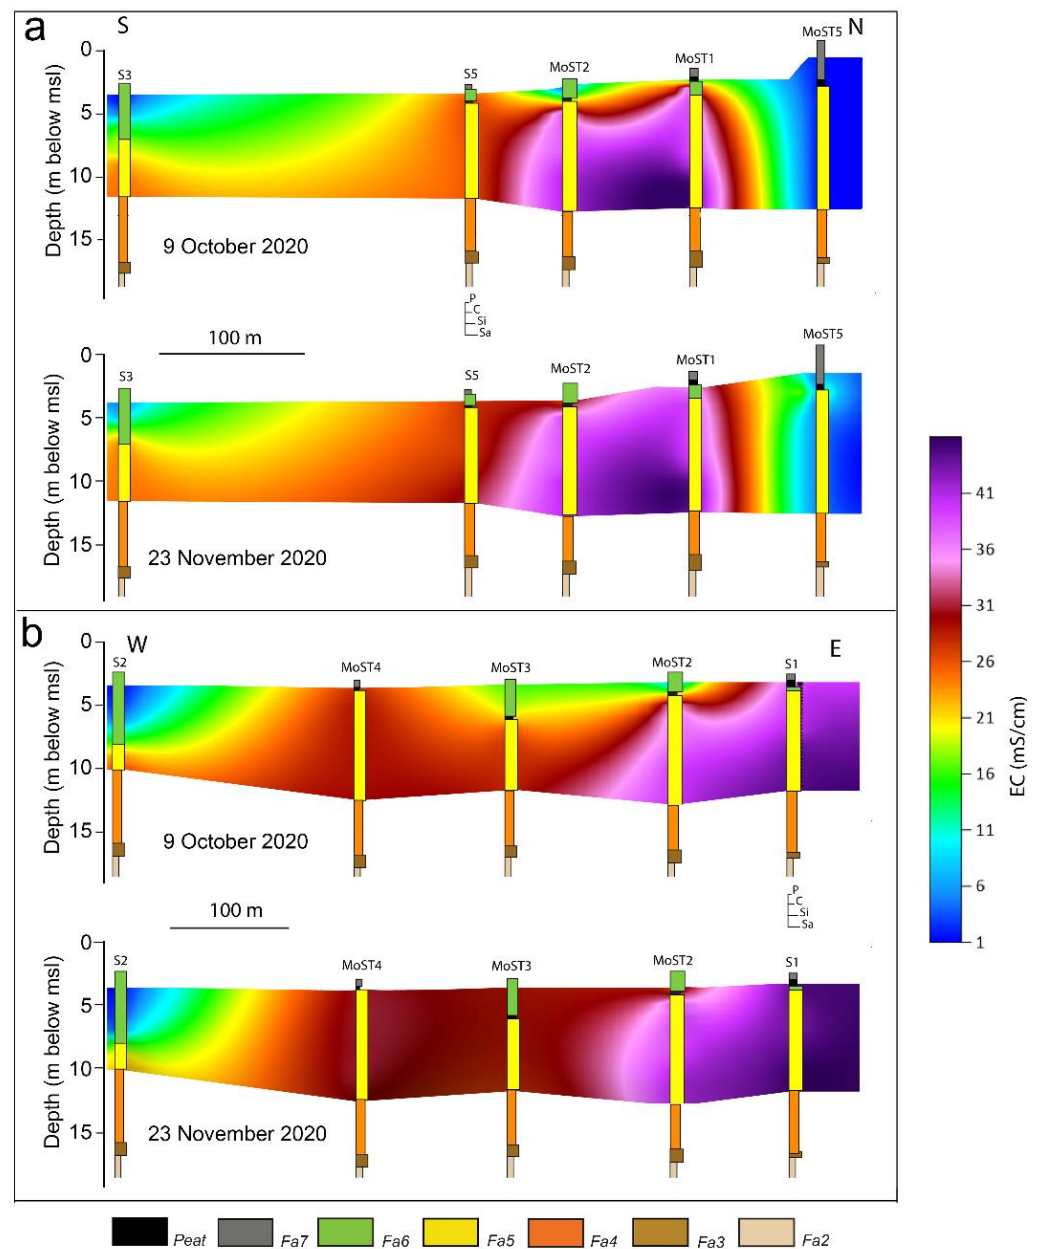 a
S
N
MoST5
0
S3
S5
MoST2
MoST1
5
10
15
Depth (m below msl)
9 October 2020
P
C
Si
Sa
100 m
0
S3
S5
MoST2
MoST1
MoST5
5
10
15
Depth (m below msl)
23 November 2020
b
W
E
0
S2
MoST4
MoST3
MoST2
S1
5
10
15
Depth (m below msl)
9 October 2020
P
C
Si
Sa
100 m
0
S2
MoST4
MoST3
MoST2
S1
5
10
15
Depth (m below msl)
23 November 2020
41
36
31
26
21
16
11
6
1
EC (mS/cm)
Peat Fa7 Fa6 Fa5 Fa4 Fa3 Fa2